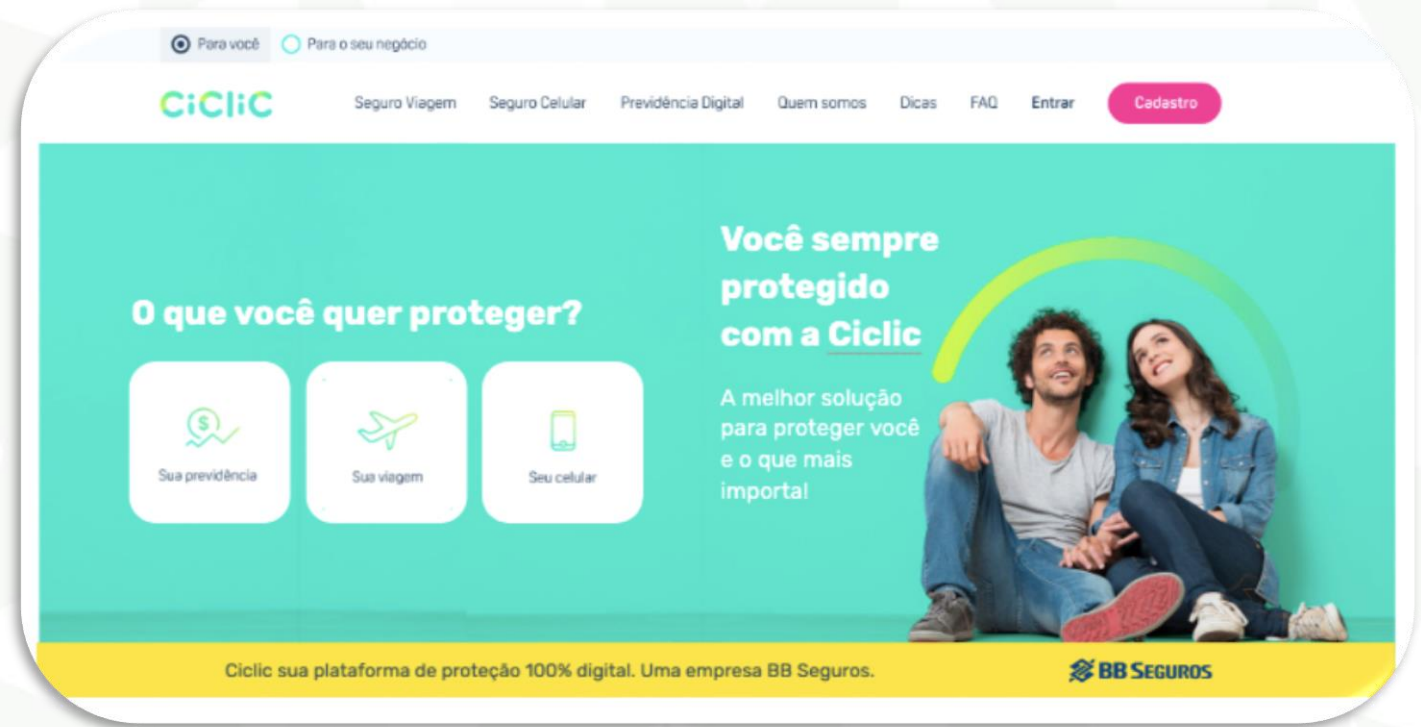 Para você Para o seu negócio
CiCliC Seguro Viagem Seguro Celular Previdência Digital Quem somos Dicas FAQ Entrar Cadastro
O que você quer proteger?
$
Sua previdência Sua viagem Seu celular
Você sempre
protegido
com a Ciclic
A melhor solução
para proteger você
e o que mais
importa!
Ciclic sua plataforma de proteção 100% digital. Uma empresa BB Seguros.
BB SEGUROS